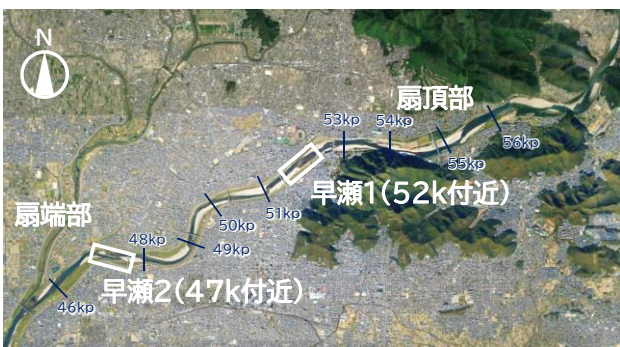 N
扇頂部
53kp
54kp
56kp
55kp
早瀬1(52k付近)
51kp
扇端部
50kp
48kp
49kp
早瀬2(47k付近)
46kp